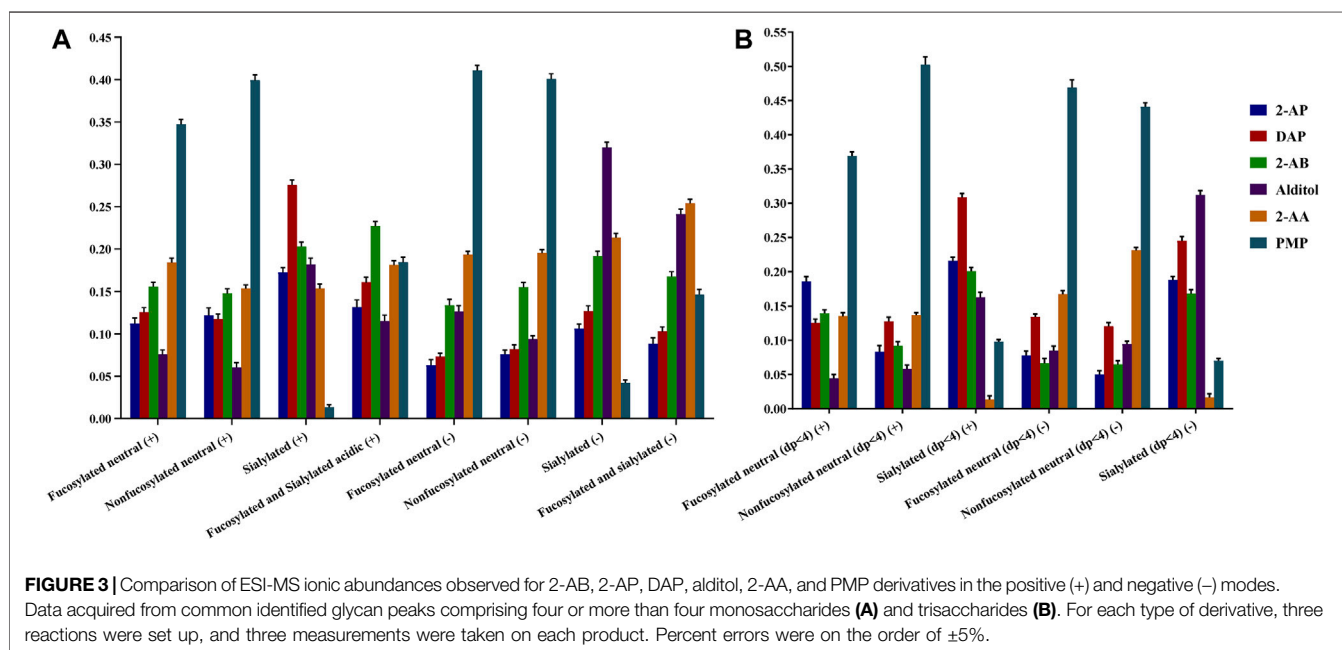 A
0.45
0.40
0.35
0.30
0.25
0.20
0.15
0.10
0.05
0.00
Fucosylated neutral (+)
Nonfucosylated neutral (+)
Sialylated (+)
Fucosylated and Sialylated acidic (+)
Fucosylated neutral (-)
Nonfucosylated neutral (-)
Sialylated (-)
Fucosylated and sialylated (-)
B
0.55
0.50
0.45
0.40
0.35
0.30
0.25
0.20
0.15
0.10
0.05
0.00
Fucosylated neutral (dp<4) (+)
Nonfucosylated neutral (dp<4) (+)
Sialylated (dp<4) (+)
Fucosylated neutral (dp<4) (-)
Nonfucosylated neutral (dp<4) (-)
Sialylated (dp<4) (-)
2-AP
DAP
2-AB
Alditol
2-AA
PMP
FIGURE 3 | Comparison of ESI-MS ionic abundances observed for 2-AB, 2-AP, DAP, alditol, 2-AA, and PMP derivatives in the positive (+) and negative (−) modes.
Data acquired from common identified glycan peaks comprising four or more than four monosaccharides (A) and trisaccharides (B). For each type of derivative, three
reactions were set up, and three measurements were taken on each product. Percent errors were on the order of ±5%.